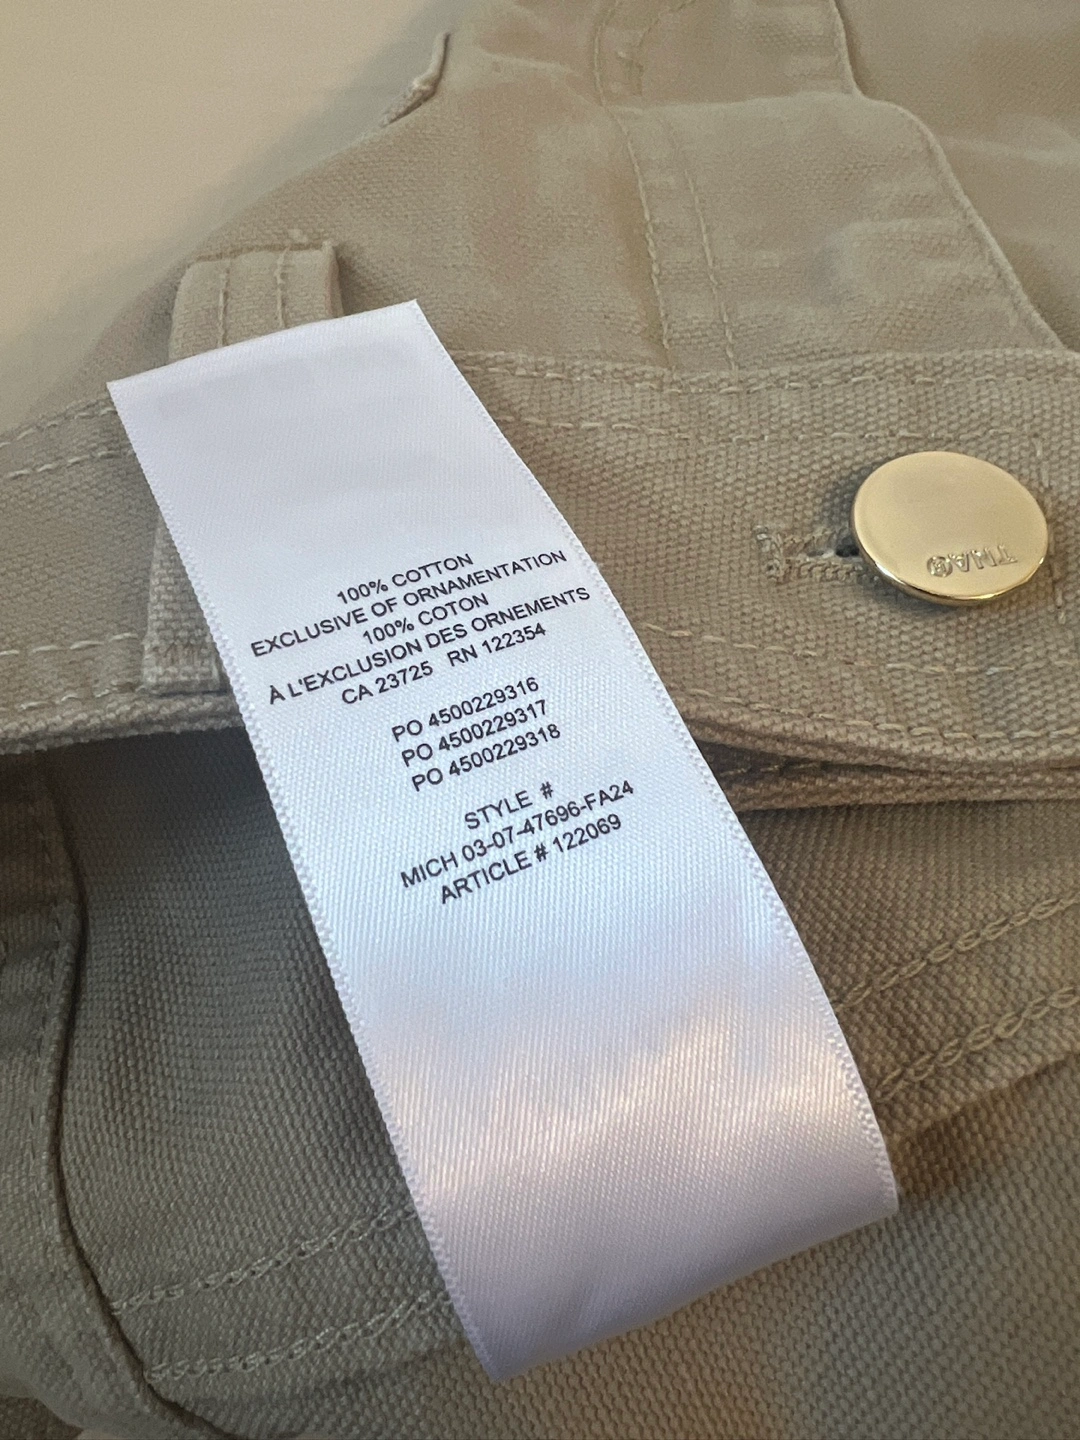 100% COTTON
EXCLUSIVE OF ORNAMENTATION
100% COTON
À L'EXCLUSION DES ORNEMENTS
CA 23725 RN 122354
PO 4500229316
PO 4500229317
PO 4500229318
STYLE #
MICH 03-07-47696-FA24
ARTICLE # 122069
TNA®